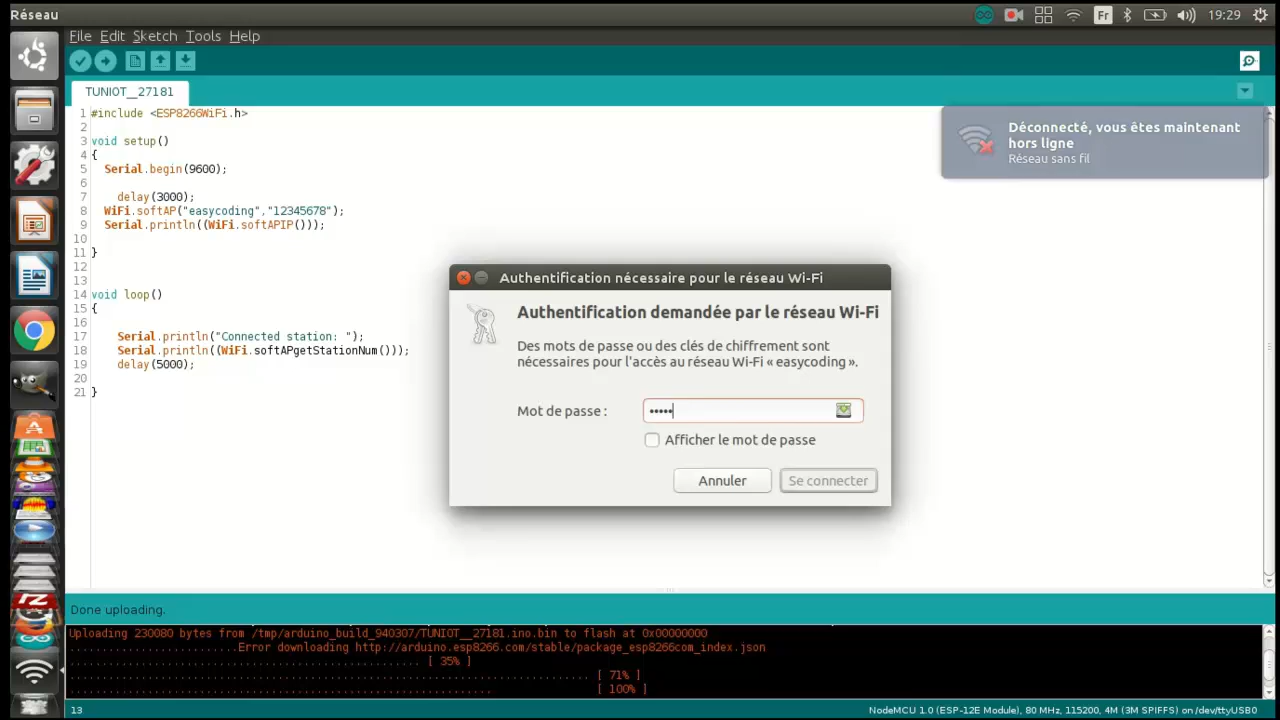 Réseau
Fr
19:29
File Edit Sketch Tools Help
TUNIOT__27181
1 #include <ESP8266WiFi.h>
2
3 void setup()
4 {
5 Serial.begin(9600);
6
7 delay(3000);
8 WiFi.softAP("easycoding","12345678");
9 Serial.println((WiFi.softAPIP()));
10
11 }
12
13
14 void loop()
15 {
16
17 Serial.println("Connected station: ");
18 Serial.println((WiFi.softAPgetStationNum()));
19 delay(5000);
20
21 }
Déconnecté, vous êtes maintenant
hors ligne
Réseau sans fil
Authentification nécessaire pour le réseau Wi-Fi
Authentification demandée par le réseau Wi-Fi
Des mots de passe ou des clés de chiffrement sont
nécessaires pour l'accès au réseau Wi-Fi « easycoding ».
Mot de passe : •••••
Afficher le mot de passe
Annuler Se connecter
Done uploading.
Uploading 230080 bytes from /tmp/arduino_build_940307/TUNIOT__27181.ino.bin to flash at 0x00000000
..........................Error downloading http://arduino.esp8266.com/stable/package_esp8266com_index.json
...................................................... [ 35% ]
................................................................................ [ 71% ]
................................................................. [ 100% ]
13 NodeMCU 1.0 (ESP-12E Module), 80 MHz, 115200, 4M (3M SPIFFS) on /dev/ttyUSB0